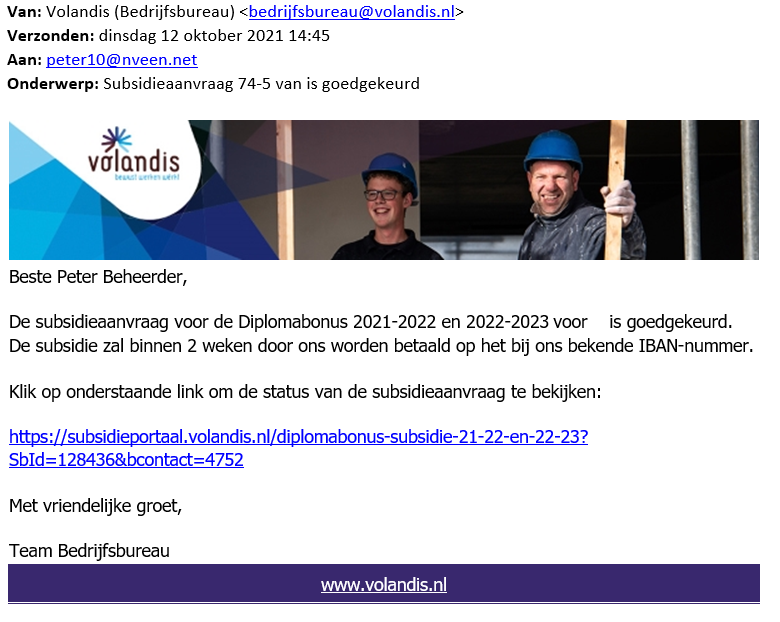 Van: Volandis (Bedrijfsbureau) <bedrijfsbureau@volandis.nl>
Verzonden: dinsdag 12 oktober 2021 14:45
Aan: peter10@nveen.net
Onderwerp: Subsidieaanvraag 74-5 van is goedgekeurd
volandis
bewust werken werkt
Beste Peter Beheerder,
De subsidieaanvraag voor de Diplomabonus 2021-2022 en 2022-2023 voor is goedgekeurd.
De subsidie zal binnen 2 weken door ons worden betaald op het bij ons bekende IBAN-nummer.
Klik op onderstaande link om de status van de subsidieaanvraag te bekijken:
https://subsidieportaal.volandis.nl/diplomabonus-subsidie-21-22-en-22-23?
SbId=128436&bcontact=4752
Met vriendelijke groet,
Team Bedrijfsbureau
www.volandis.nl